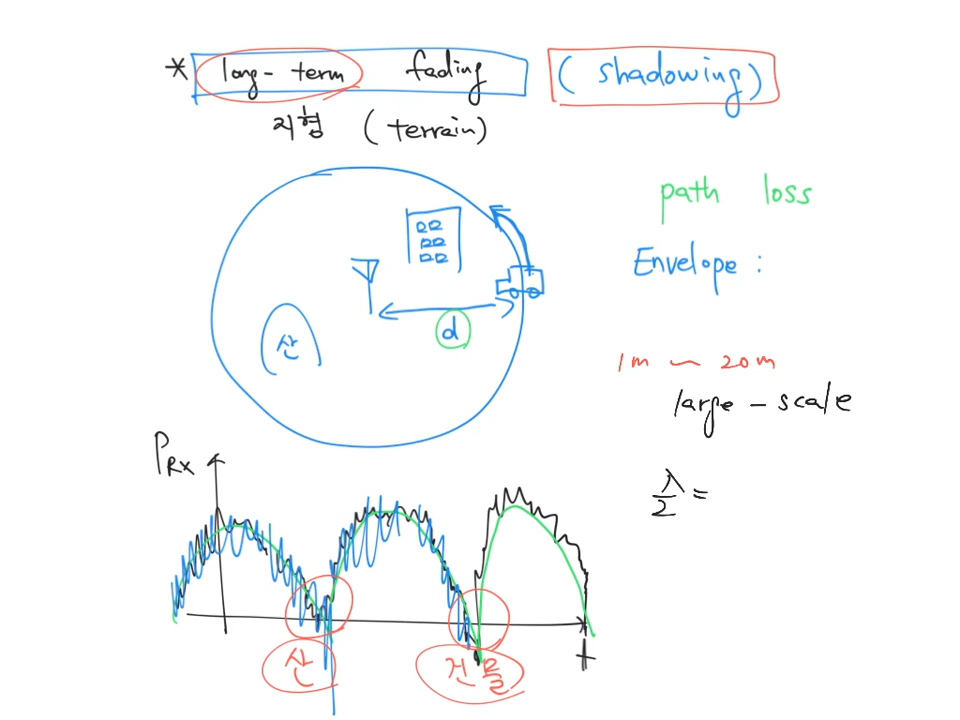 * long-term fading (shadowing)
지형 (terrain)
path loss
Envelope :
산
d
1m ~ 20m
large-scale
PRX
λ/2 =
t
산
건물